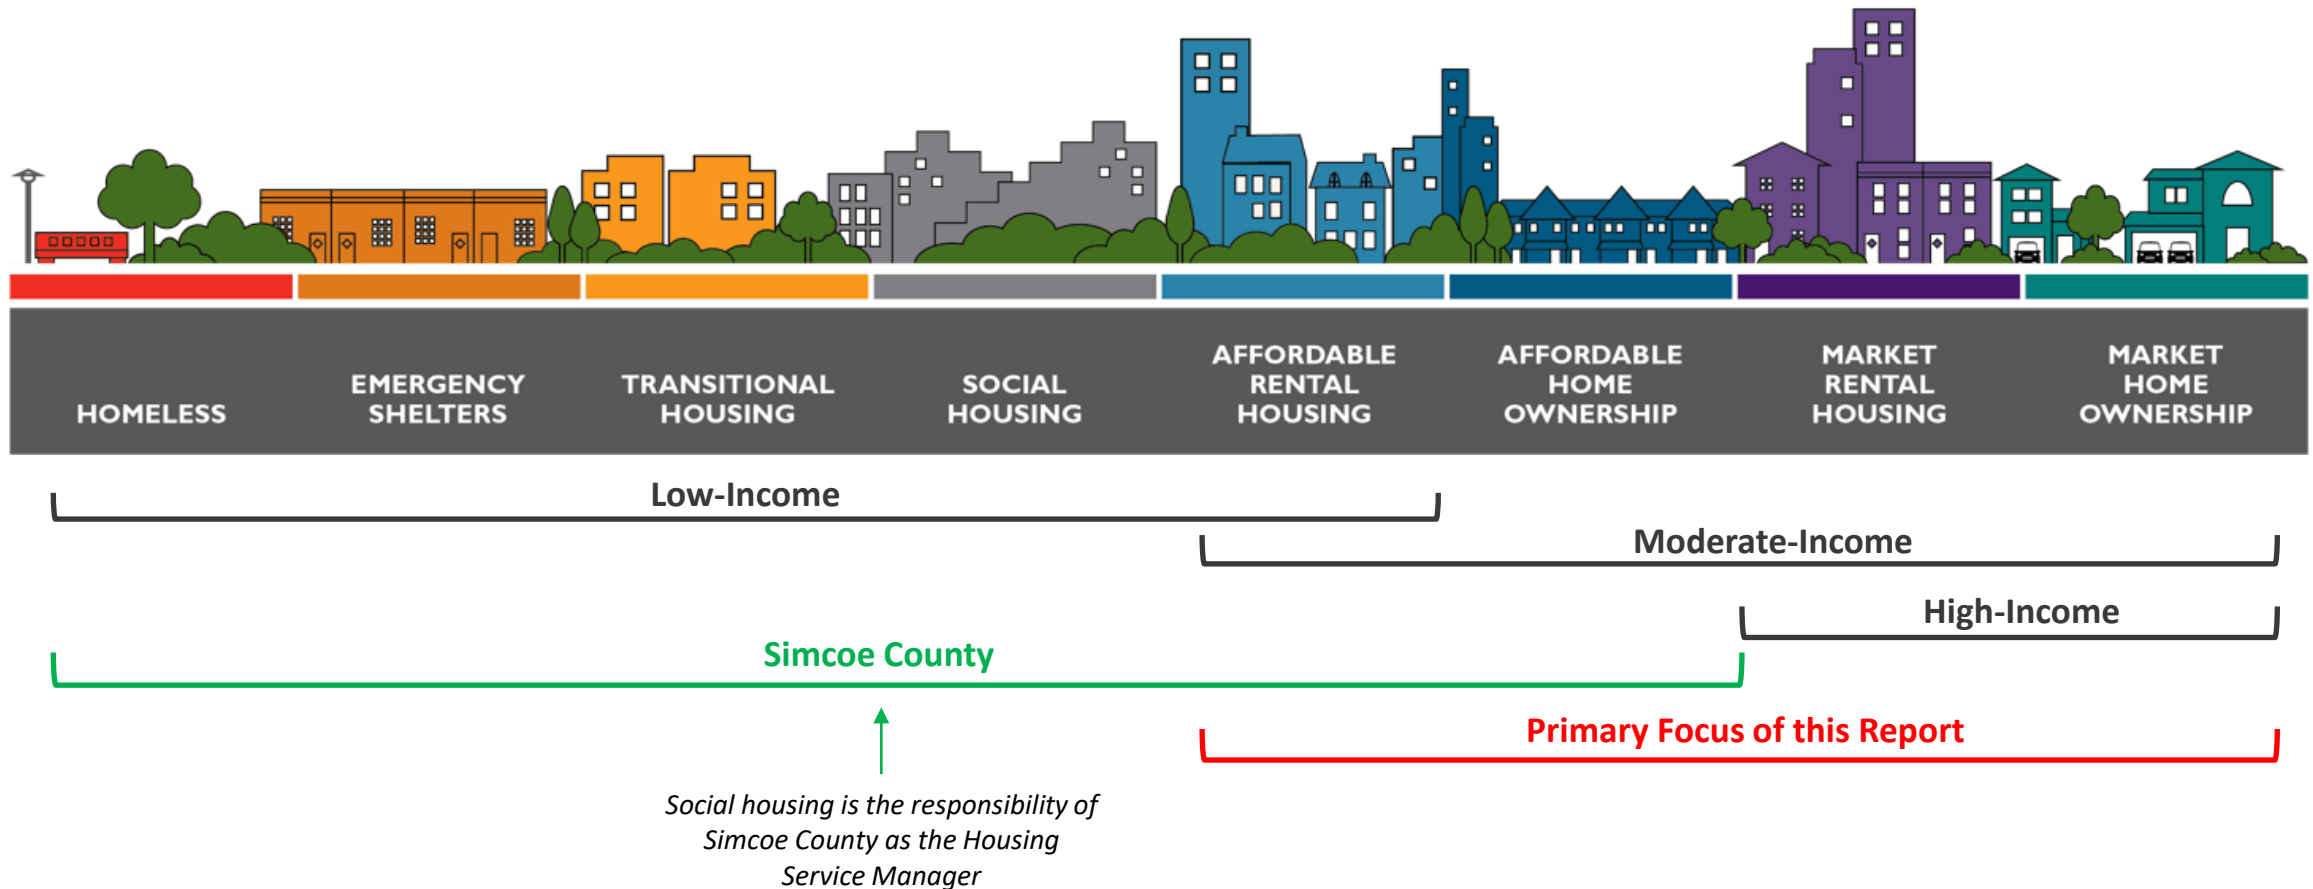 HOMELESS
EMERGENCY
SHELTERS
TRANSITIONAL
HOUSING
SOCIAL
HOUSING
AFFORDABLE
RENTAL
HOUSING
AFFORDABLE
HOME
OWNERSHIP
MARKET
RENTAL
HOUSING
MARKET
HOME
OWNERSHIP
Low-Income
Moderate-Income
High-Income
Simcoe County
Primary Focus of this Report
Social housing is the responsibility of
Simcoe County as the Housing
Service Manager